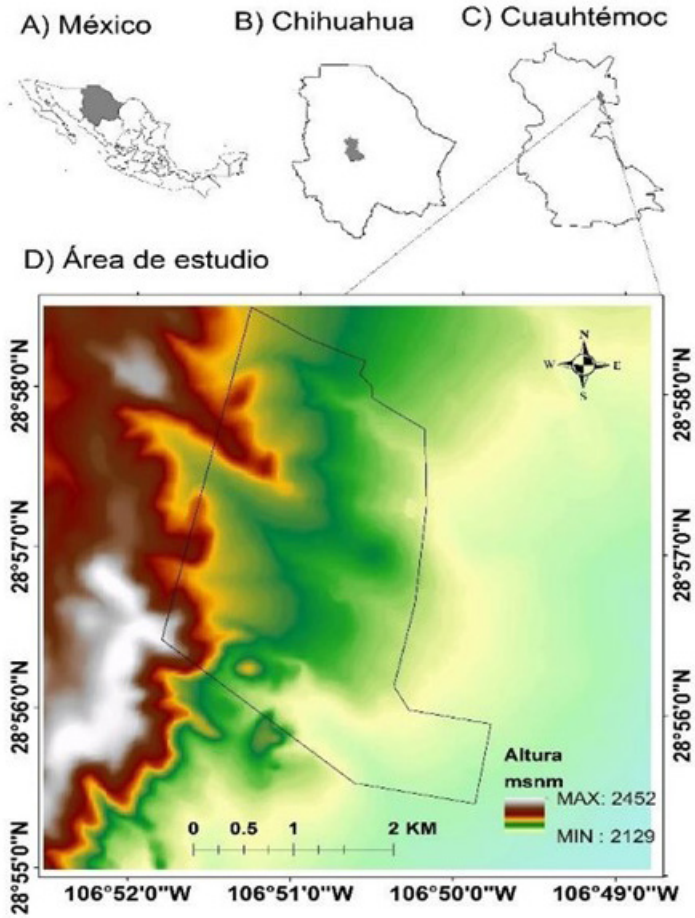 A) México
B) Chihuahua
C) Cuauhtémoc
D) Área de estudio
N
W E
S
28°58'0"N
28°57'0"N
28°56'0"N
28°55'0"N
28°58'0"N
28°57'0"N
28°56'0"N
Altura
msnm
MAX: 2452
MIN : 2129
0 0.5 1 2 KM
106°52'0"W 106°51'0"W 106°50'0"W 106°49'0"W